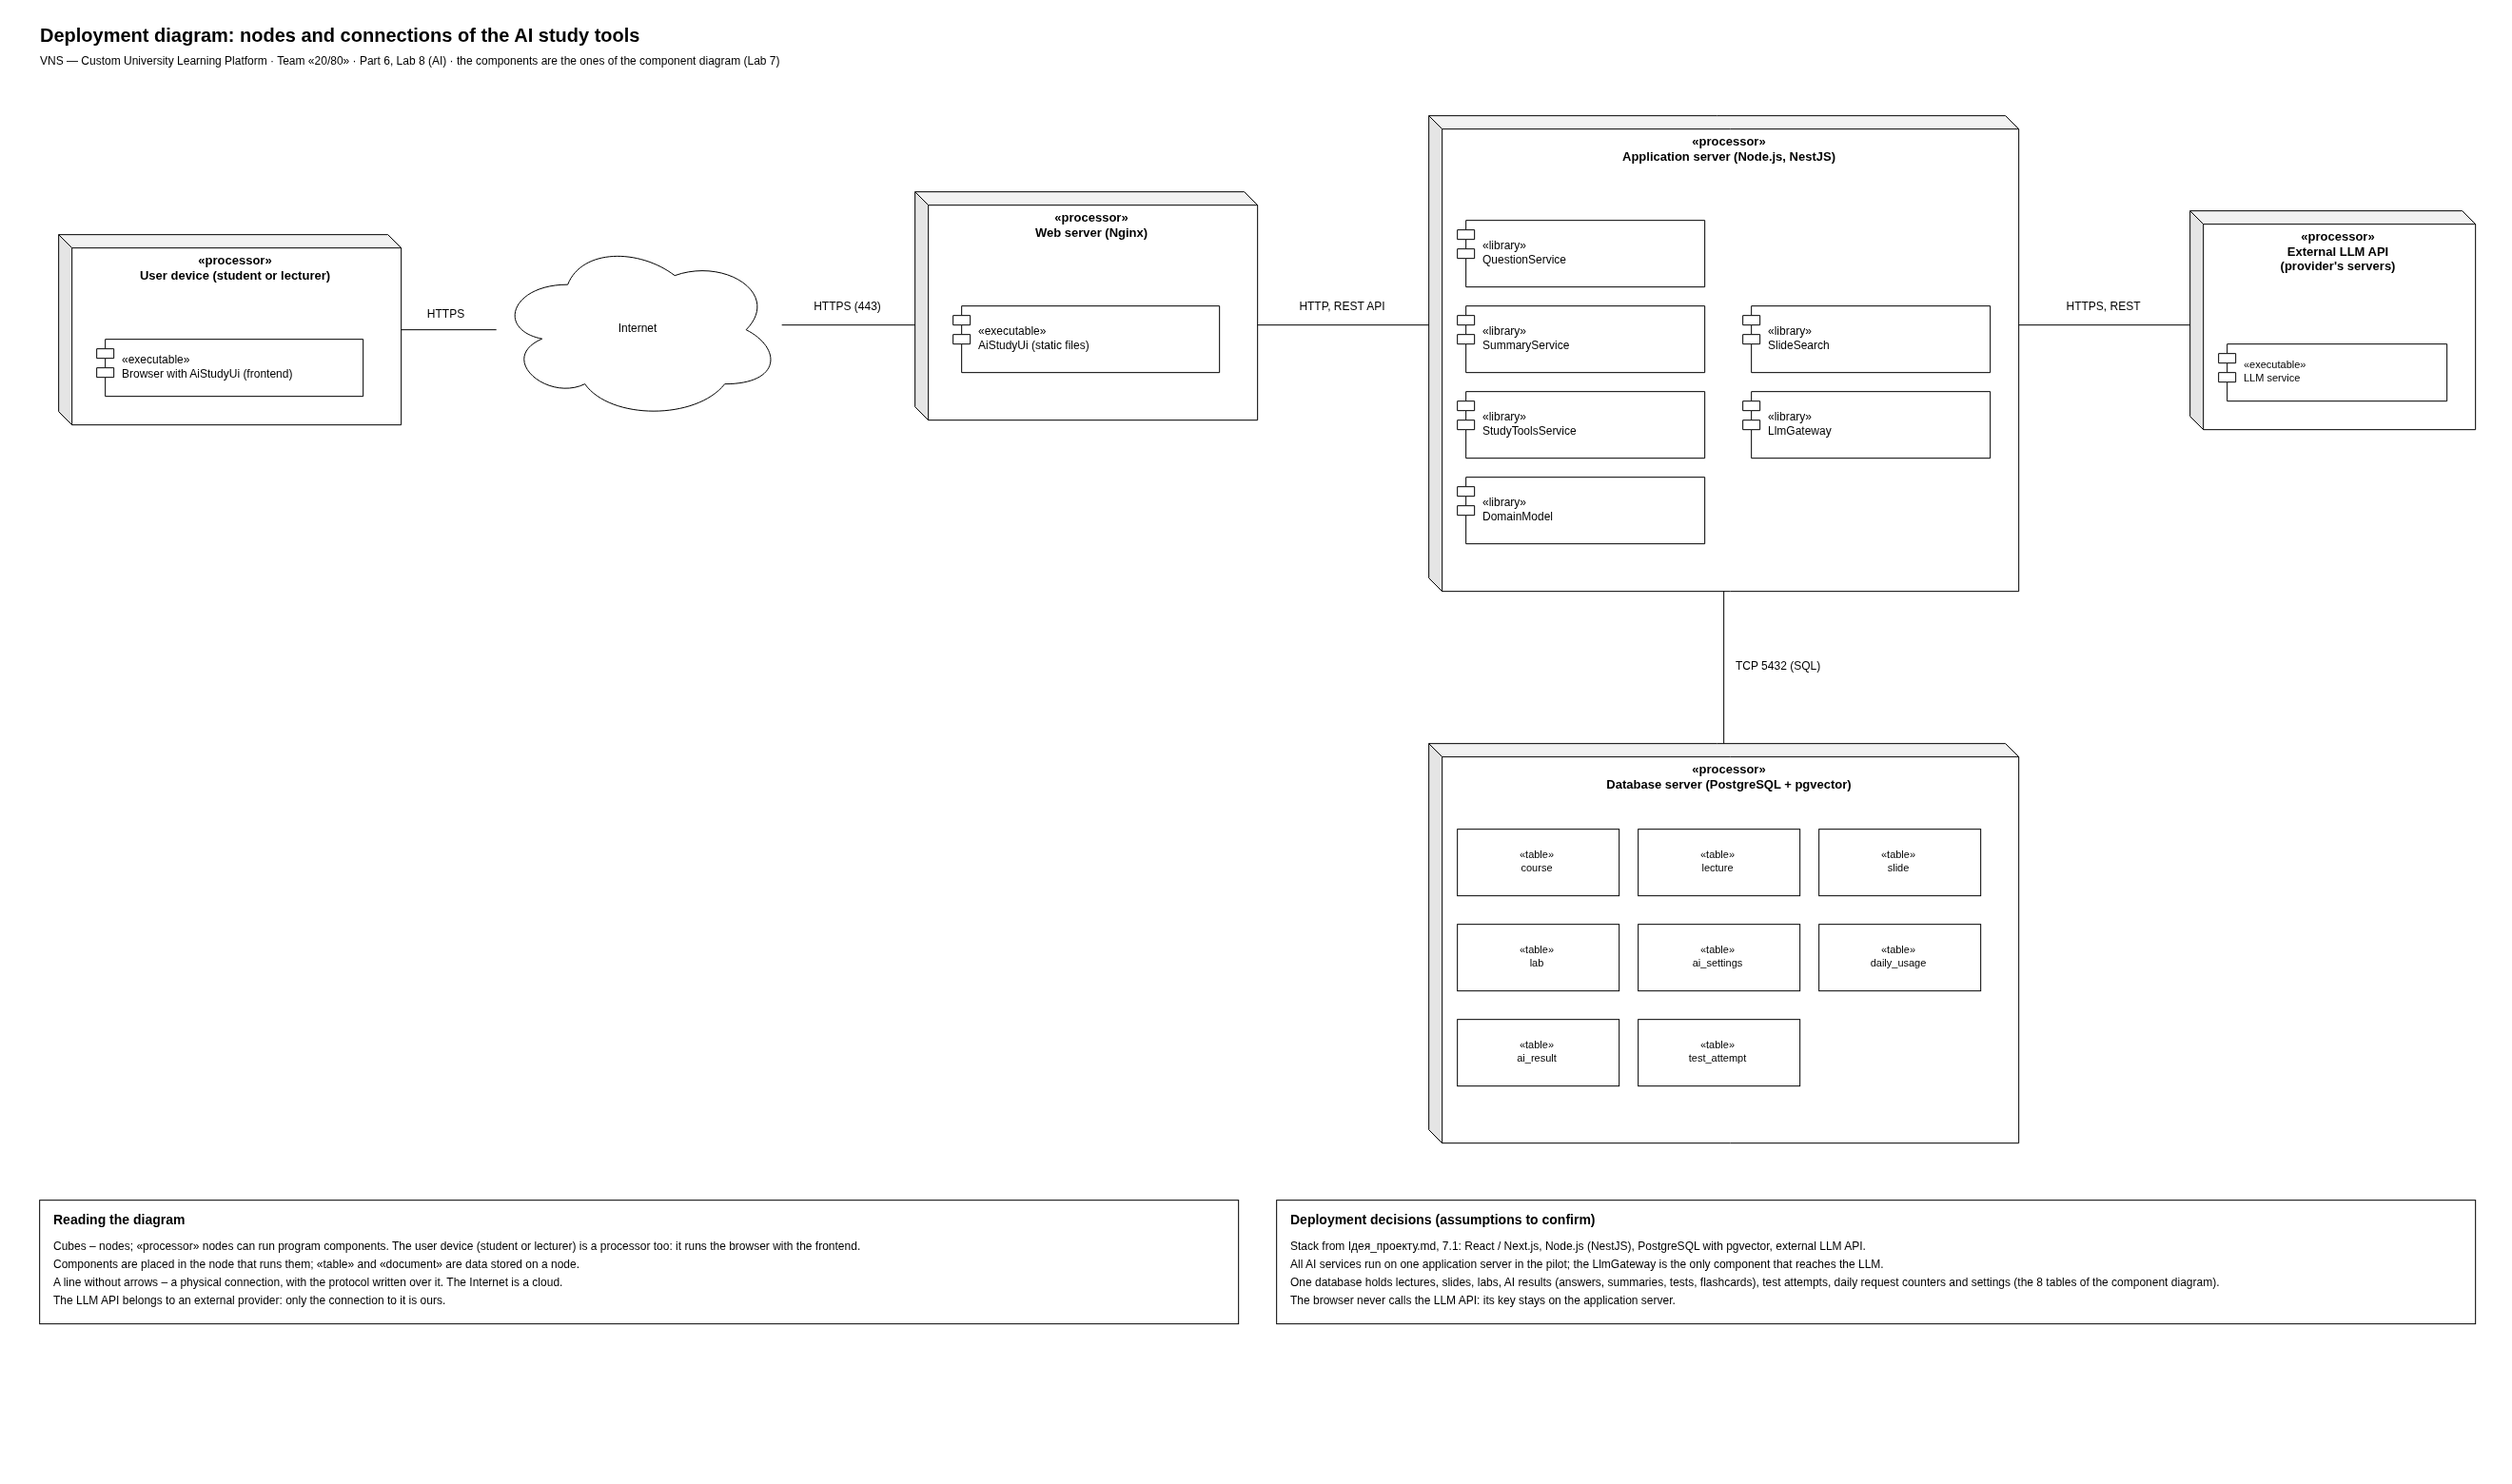 Deployment diagram: nodes and connections of the AI study tools
VNS — Custom University Learning Platform · Team «20/80» · Part 6, Lab 8 (AI) · the components are the ones of the component diagram (Lab 7)
«processor»
User device (student or lecturer)
«executable»
Browser with AiStudyUi (frontend)
HTTPS
Internet
HTTPS (443)
«processor»
Web server (Nginx)
«executable»
AiStudyUi (static files)
HTTP, REST API
«processor»
Application server (Node.js, NestJS)
«library»
QuestionService
«library»
SummaryService
«library»
SlideSearch
«library»
StudyToolsService
«library»
LlmGateway
«library»
DomainModel
HTTPS, REST
«processor»
External LLM API
(provider's servers)
«executable»
LLM service
TCP 5432 (SQL)
«processor»
Database server (PostgreSQL + pgvector)
«table»
course
«table»
lecture
«table»
slide
«table»
lab
«table»
ai_settings
«table»
daily_usage
«table»
ai_result
«table»
test_attempt
Reading the diagram
Cubes – nodes; «processor» nodes can run program components. The user device (student or lecturer) is a processor too: it runs the browser with the frontend.
Components are placed in the node that runs them; «table» and «document» are data stored on a node.
A line without arrows – a physical connection, with the protocol written over it. The Internet is a cloud.
The LLM API belongs to an external provider: only the connection to it is ours.
Deployment decisions (assumptions to confirm)
Stack from Ідея_проекту.md, 7.1: React / Next.js, Node.js (NestJS), PostgreSQL with pgvector, external LLM API.
All AI services run on one application server in the pilot; the LlmGateway is the only component that reaches the LLM.
One database holds lectures, slides, labs, AI results (answers, summaries, tests, flashcards), test attempts, daily request counters and settings (the 8 tables of the component diagram).
The browser never calls the LLM API: its key stays on the application server.